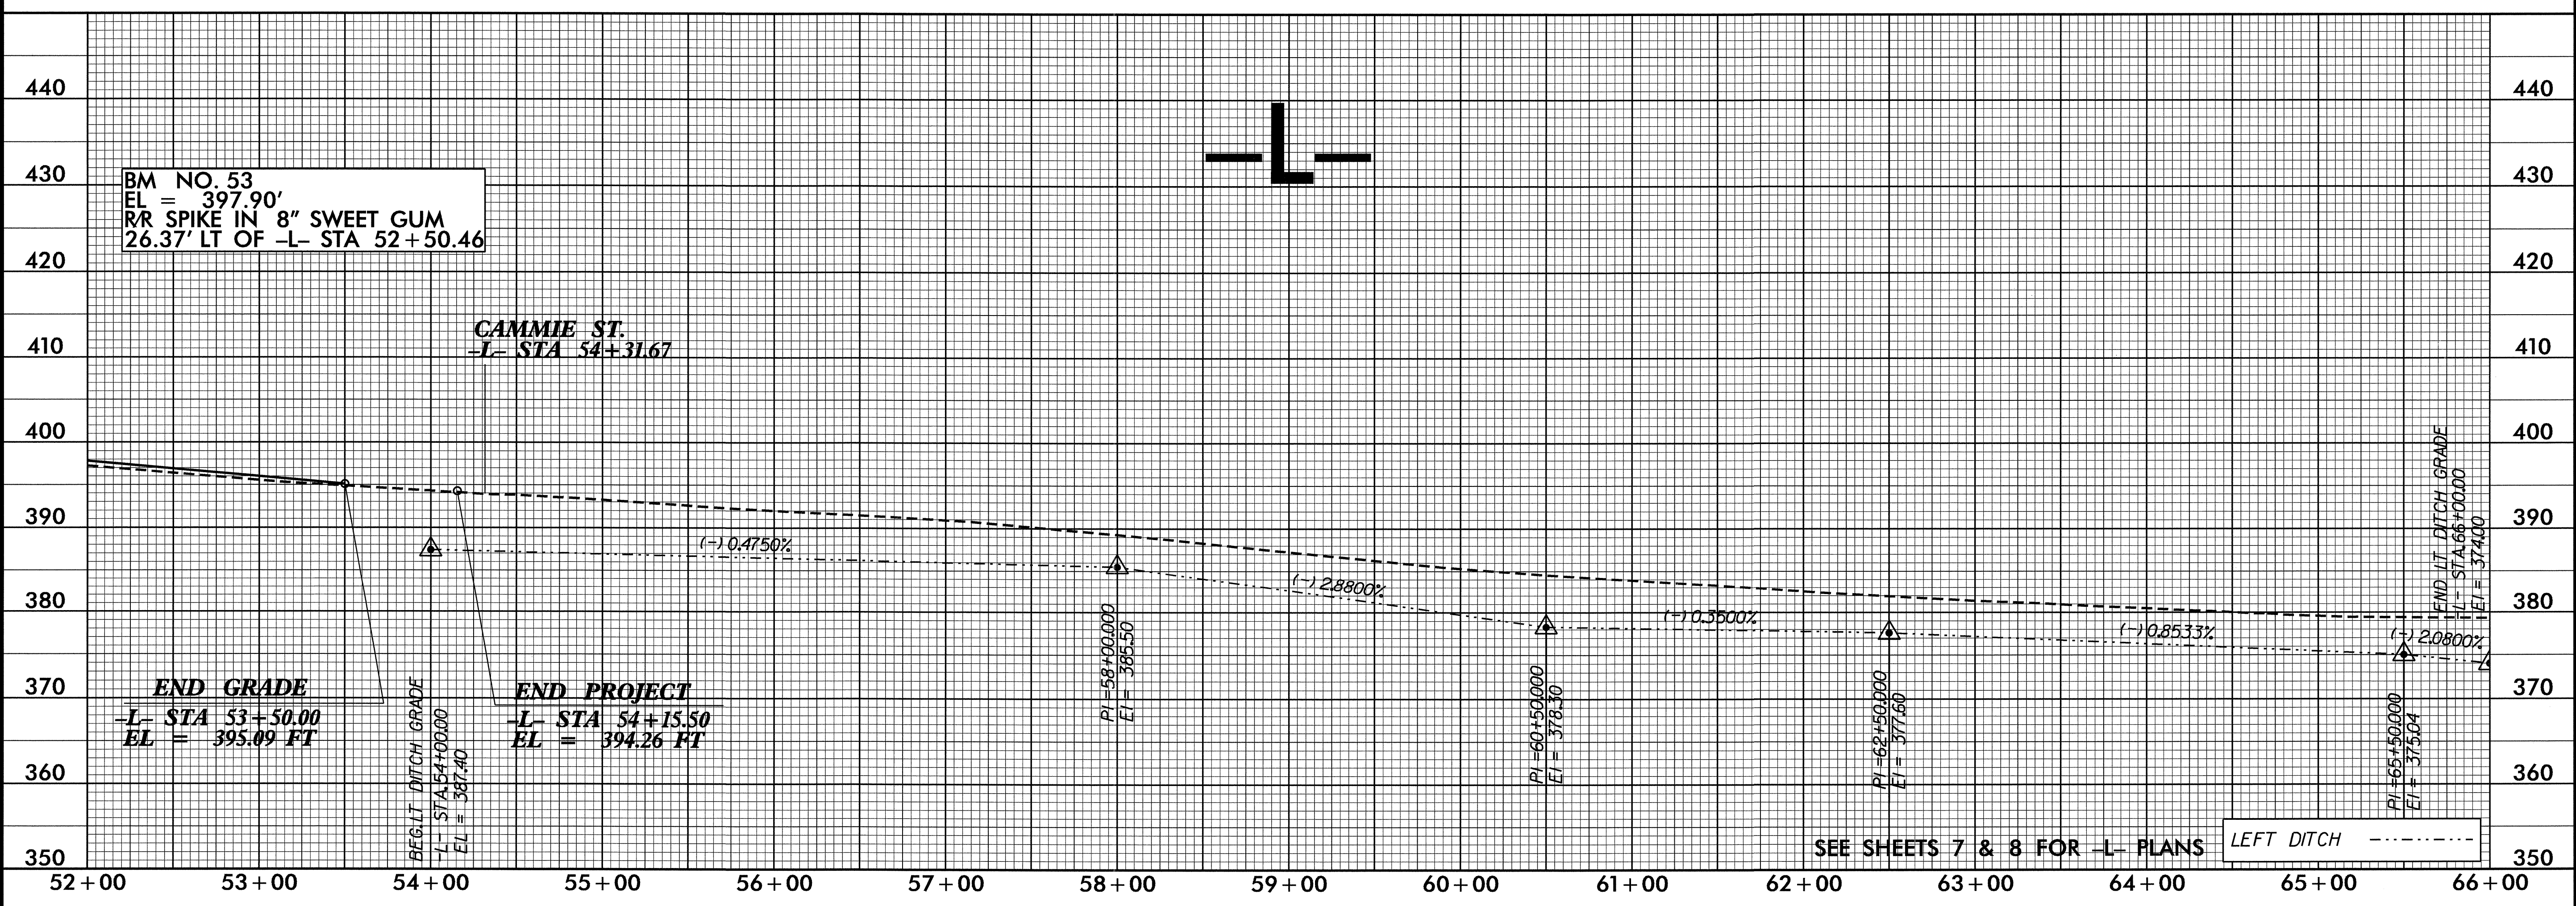 440
440
-L-
430
430
BM NO. 53
EL = 397.90'
R/R SPIKE IN 8" SWEET GUM
26.37' LT OF -L- STA 52+50.46
420
420
CAMMIE ST.
-L- STA 54+31.67
410
410
400
400
390
390
(-) 0.4750%
(-) 2.8800%
(-) 0.3500%
(-) 0.8533%
(-) 2.0800%
380
380
END LT DITCH GRADE
-L- STA.66+00.00
El = 374.00
PI =58+00.000
El = 385.50
PI =60+50.000
El = 378.30
PI =62+50.000
El = 377.60
PI =65+50.000
El = 375.04
370
370
END GRADE
-L- STA 53+50.00
EL = 395.09 FT
BEG.LT DITCH GRADE
-L- STA.54+00.00
EL = 387.40
END PROJECT
-L- STA 54+15.50
EL = 394.26 FT
360
360
SEE SHEETS 7 & 8 FOR -L- PLANS
LEFT DITCH
350
350
52+00 53+00 54+00 55+00 56+00 57+00 58+00 59+00 60+00 61+00 62+00 63+00 64+00 65+00 66+00